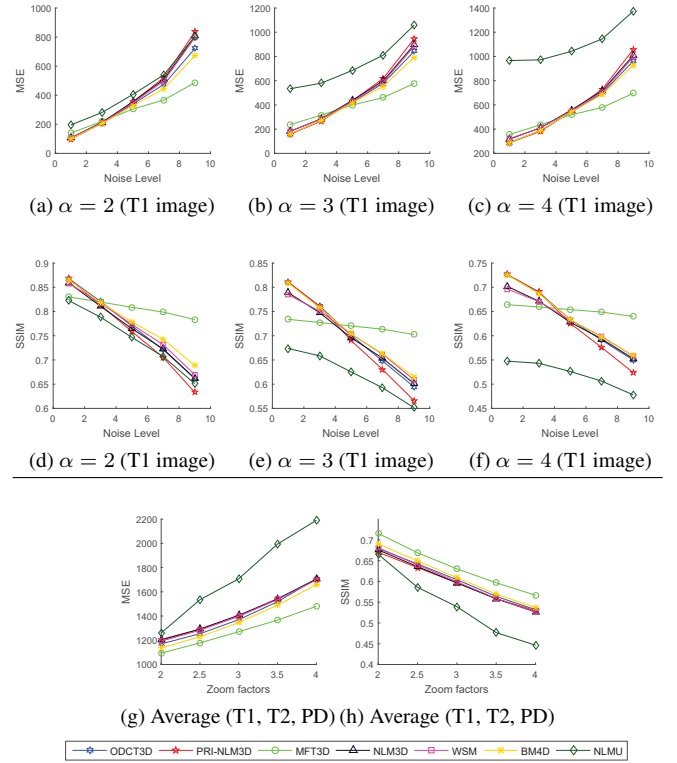 1000
800
600
400
200
0
MSE
0 2 4 6 8 10
Noise Level
(a) α = 2 (T1 image)
1200
1000
800
600
400
200
0
MSE
0 2 4 6 8 10
Noise Level
(b) α = 3 (T1 image)
1400
1200
1000
800
600
400
200
MSE
0 2 4 6 8 10
Noise Level
(c) α = 4 (T1 image)
0.9
0.85
0.8
0.75
0.7
0.65
0.6
SSIM
0 2 4 6 8 10
Noise Level
(d) α = 2 (T1 image)
0.85
0.8
0.75
0.7
0.65
0.6
0.55
SSIM
0 2 4 6 8 10
Noise Level
(e) α = 3 (T1 image)
0.75
0.7
0.65
0.6
0.55
0.5
0.45
SSIM
0 2 4 6 8 10
Noise Level
(f) α = 4 (T1 image)
2200
2000
1800
1600
1400
1200
1000
MSE
2 2.5 3 3.5 4
Zoom factors
(g) Average (T1, T2, PD)
0.7
0.65
0.6
0.55
0.5
0.45
0.4
SSIM
2 2.5 3 3.5 4
Zoom factors
(h) Average (T1, T2, PD)
ODCT3D PRI-NLM3D MFT3D NLM3D WSM BM4D NLMU